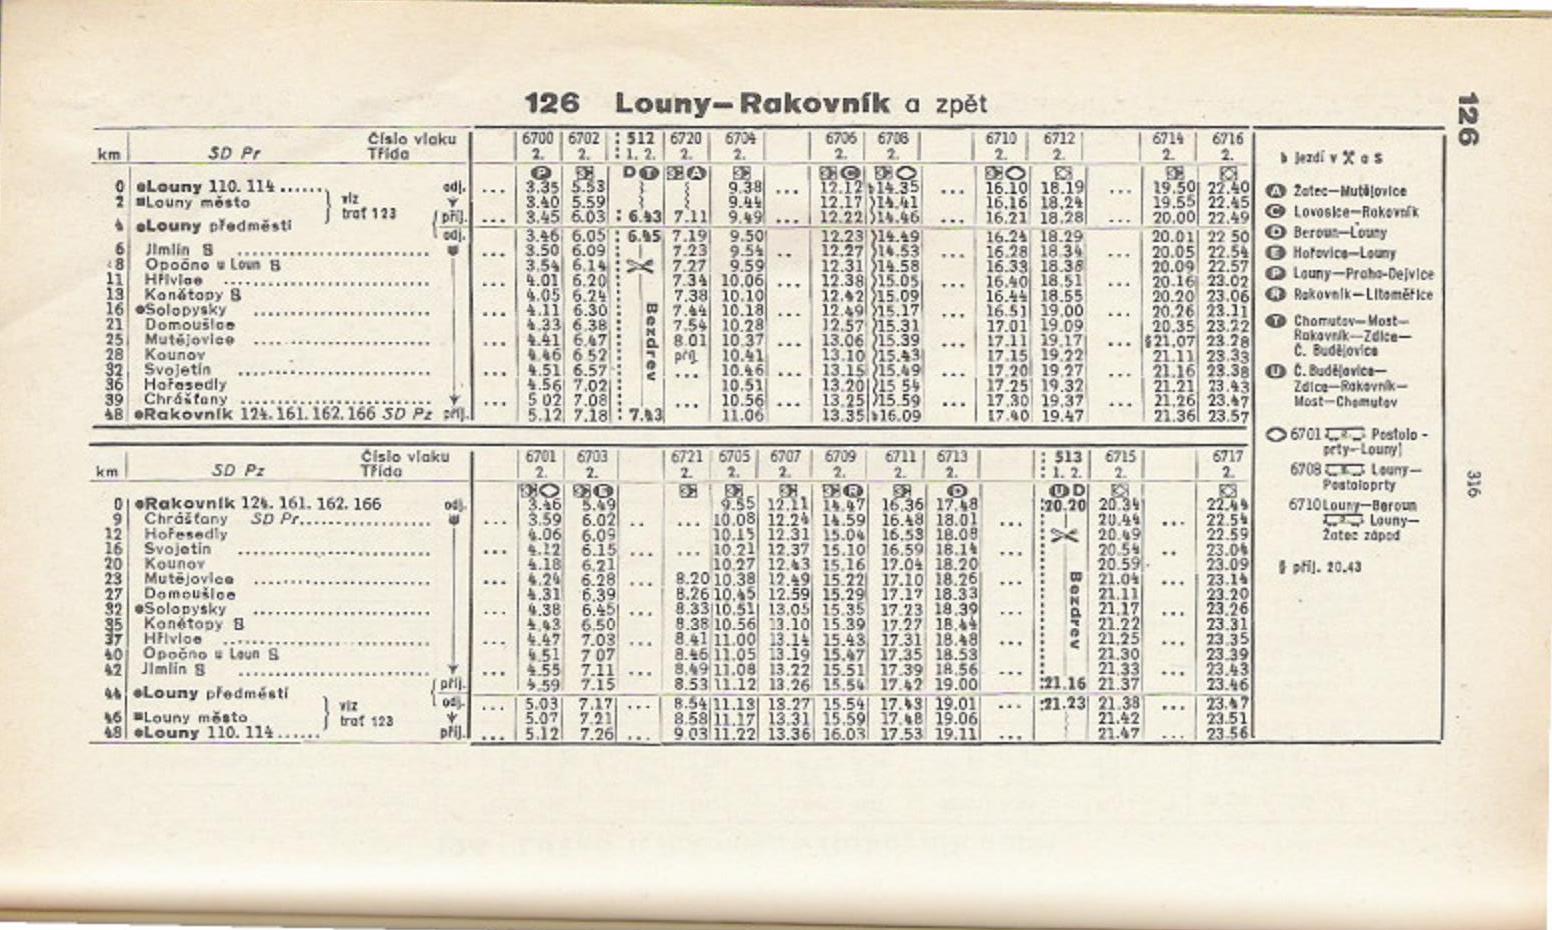 126 Louny—Rakovník a zpět
126
km SD Pr Číslo vlaku 6700 6702 512 6720 6704 6706 6708 6710 6712 6714 6716
Třída 2. 2. 1. 2. 2. 2. 2. 2. 2. 2. 2. 2.
P D T A C
0 Louny 110. 114 ...... odj. ... 3.35 5.53 9.38 ... 12.12 14.35 ... 16.10 18.19 ... 19.50 22.40
2 Louny město viz trať 123 3.40 5.59 9.44 12.17 14.41 16.16 18.24 19.55 22.45
4 Louny předměstí příj. ... 3.45 6.03 6.43 7.11 9.49 ... 12.22 14.46 ... 16.21 18.28 ... 20.00 22.49
odj. 3.46 6.05 6.45 7.19 9.50 12.23 14.49 16.24 18.29 20.01 22 50
6 Jimlín ... 3.50 6.09 7.23 9.54 .. 12.27 14.53 ... 16.28 18.34 ... 20.05 22.54
8 Opočno u Loun 3.54 6.14 7.27 9.59 12.31 14.58 16.33 18.38 20.09 22.57
11 Hřivice ... 4.01 6.20 7.34 10.06 ... 12.38 15.05 ... 16.40 18.51 ... 20.16 23.02
13 Konětopy 4.05 6.24 7.38 10.10 12.42 15.09 16.44 18.55 20.20 23.06
16 Solopysky ... 4.11 6.30 Bezdrev 7.44 10.18 ... 12.49 15.17 ... 16.51 19.00 ... 20.26 23.11
21 Domoušice 4.33 6.38 7.54 10.28 12.57 15.31 17.01 19.09 20.35 23.22
25 Mutějovice ... 4.41 6.47 8.01 10.37 ... 13.06 15.39 ... 17.11 19.17 ... §21.07 23.28
28 Kounov 4.46 6.52 příj. 10.41 13.10 15.43 17.15 19.22 21.11 23.33
32 Svojetín ... 4.51 6.57 ... 10.46 ... 13.15 15.49 ... 17.20 19.27 ... 21.16 23.38
36 Hořesedly 4.56 7.02 10.51 13.20 15 54 17.25 19.32 21.21 23.43
39 Chrášťany ... 5 02 7.08 ... 10.56 ... 13.25 15.59 ... 17.30 19.37 ... 21.26 23.47
48 Rakovník 124. 161. 162. 166 SD Pz příj. 5.12 7.18 7.43 11.06 13.35 16.09 17.40 19.47 21.36 23.57
km SD Pz Číslo vlaku 6701 6703 6721 6705 6707 6709 6711 6713 513 6715 6717
Třída 2. 2. 2. 2. 2. 2. 2. 2. 1. 2. 2. 2.
E R D U D
0 Rakovník 124. 161. 162. 166 odj. 3.46 5.49 9.55 12.11 14.47 16.36 17.48 20.20 20.34 22.44
9 Chrášťany SD Pr ... 3.59 6.02 .. ... 10.08 12.24 14.59 16.48 18.01 ... 20.44 ... 22.54
12 Hořesedly 4.06 6.09 10.15 12.31 15.04 16.53 18.08 20.49 22.59
16 Svojetín ... 4.12 6.15 ... ... 10.21 12.37 15.10 16.59 18.14 ... 20.54 .. 23.04
20 Kounov 4.18 6.21 10.27 12.43 15.16 17.04 18.20 20.59 23.09
23 Mutějovice ... 4.24 6.28 ... 8.20 10.38 12.49 15.22 17.10 18.26 ... 21.04 ... 23.14
27 Domoušice 4.31 6.39 8.26 10.45 12.59 15.29 17.17 18.33 21.11 23.20
32 Solopysky ... 4.38 6.45 ... 8.33 10.51 13.05 15.35 17.23 18.39 ... Bezdrev 21.17 ... 23.26
35 Konětopy 4.43 6.50 8.38 10.56 13.10 15.39 17.27 18.44 21.22 23.31
37 Hřivice ... 4.47 7.03 ... 8.41 11.00 13.14 15.43 17.31 18.48 ... 21.25 ... 23.35
40 Opočno u Loun 4.51 7 07 8.46 11.05 13.19 15.47 17.35 18.53 21.30 23.39
42 Jimlín ... 4.55 7.11 ... 8.49 11.08 13.22 15.51 17.39 18.56 ... 21.33 ... 23.43
44 Louny předměstí příj. 4.59 7.15 8.53 11.12 13.26 15.54 17.42 19.00 21.16 21.37 23.46
odj. ... 5.03 7.17 ... 8.54 11.13 13.27 15.54 17.43 19.01 ... 21.23 21.38 ... 23.47
46 Louny město viz trať 123 5.07 7.21 8.58 11.17 13.31 15.59 17.48 19.06 21.42 23.51
48 Louny 110. 114 ...... příj. ... 5.12 7.26 ... 9 03 11.22 13.36 16.03 17.53 19.11 ... 21.47 ... 23.56
jezdí v a S
A Žatec—Mutějovice
C Lovosice—Rakovník
D Beroun—Louny
E Hořovice—Louny
P Louny—Praha-Dejvice
R Rakovník—Litoměřice
T Chomutov—Most—
Rakovník—Zdice—
Č. Budějovice
U Č. Budějovice—
Zdice—Rakovník—
Most—Chomutov
6701 Postolo-
prty—Louny)
6708 Louny—
Postoloprty
6710 Louny—Beroun
Louny—
Žatec západ
§ příj. 20.43
316